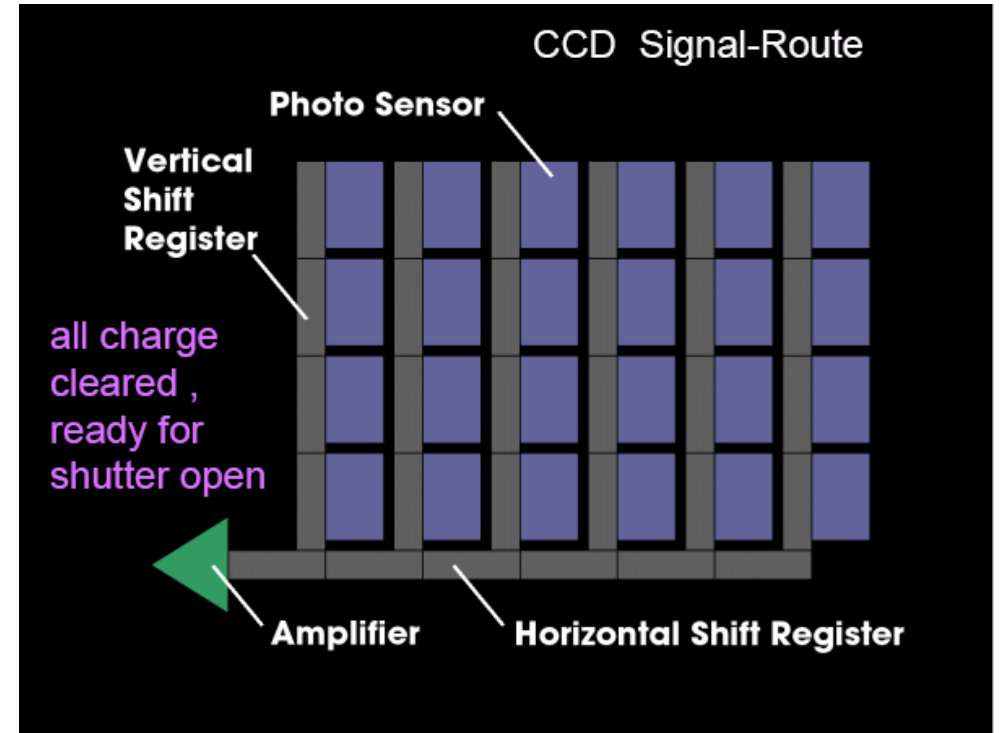 CCD Signal-Route
Photo Sensor
Vertical
Shift
Register
all charge
cleared ,
ready for
shutter open
Amplifier
Horizontal Shift Register